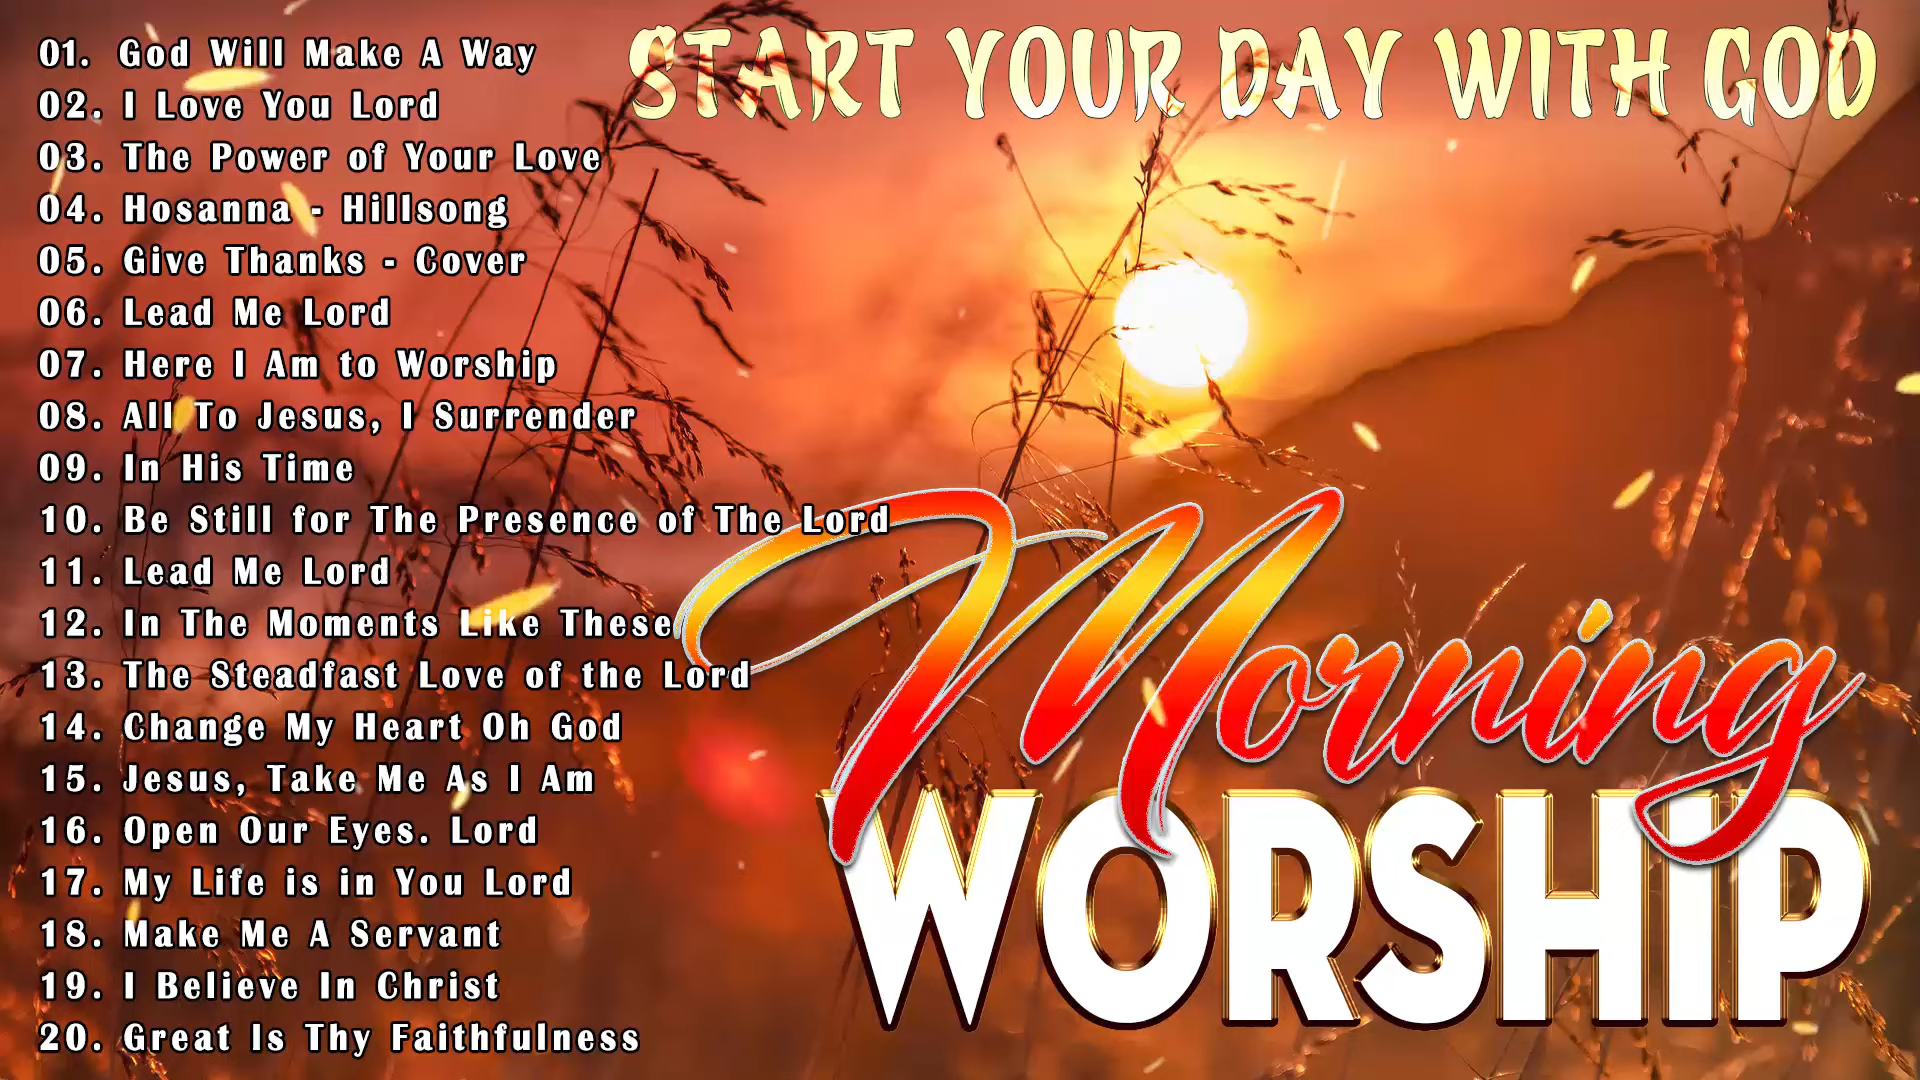 START YOUR DAY WITH GOD
01. God Will Make A Way
02. I Love You Lord
03. The Power of Your Love
04. Hosanna - Hillsong
05. Give Thanks - Cover
06. Lead Me Lord
07. Here I Am to Worship
08. All To Jesus, I Surrender
09. In His Time
10. Be Still for The Presence of The Lord
11. Lead Me Lord
12. In The Moments Like These
13. The Steadfast Love of the Lord
14. Change My Heart Oh God
15. Jesus, Take Me As I Am
16. Open Our Eyes. Lord
17. My Life is in You Lord
18. Make Me A Servant
19. I Believe In Christ
20. Great Is Thy Faithfulness
Morning
WORSHIP